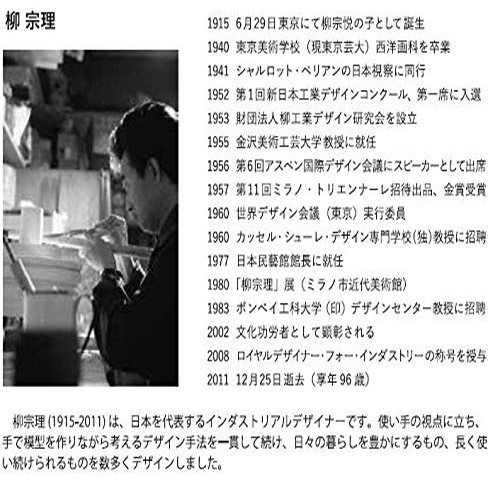 柳 宗理
1915 6月29日東京にて柳宗悦の子として誕生
1940 東京美術学校（現東京芸大）西洋画科を卒業
1941 シャルロット・ペリアンの日本視察に同行
1952 第1回新日本工業デザインコンクール、第一席に入選
1953 財団法人柳工業デザイン研究会を設立
1955 金沢美術工芸大学教授に就任
1956 第6回アスペン国際デザイン会議にスピーカーとして出席
1957 第11回ミラノ・トリエンナーレ招待出品、金賞受賞
1960 世界デザイン会議（東京）実行委員
1960 カッセル・シューレ・デザイン専門学校(独)教授に招聘
1977 日本民藝館館長に就任
1980 「柳宗理」展（ミラノ市近代美術館）
1983 ボンベイ工科大学（印）デザインセンター教授に招聘
2002 文化功労者として顕彰される
2008 ロイヤルデザイナー・フォー・インダストリーの称号を授与
2011 12月25日逝去（享年96歳）
柳宗理(1915-2011)は、日本を代表するインダストリアルデザイナーです。使い手の視点に立ち、
手で模型を作りながら考えるデザイン手法を一貫して続け、日々の暮らしを豊かにするもの、長く使
い続けられるものを数多くデザインしました。